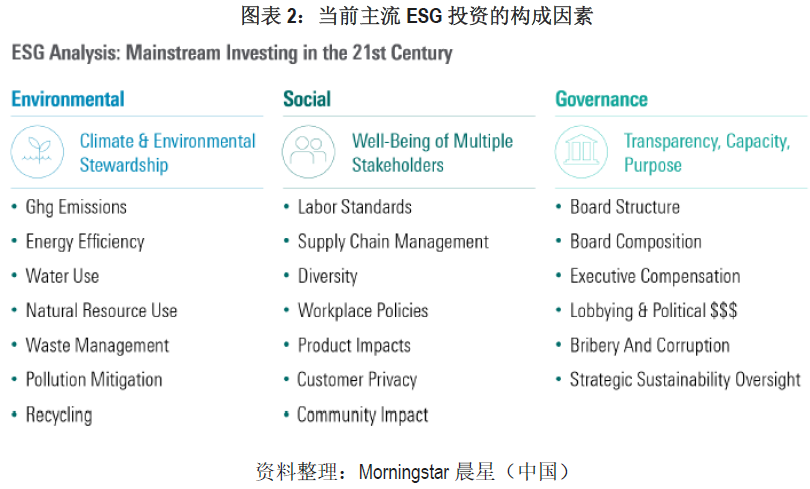 图表 2：当前主流 ESG 投资的构成因素
ESG Analysis: Mainstream Investing in the 21st Century
Environmental
Climate & Environmental
Stewardship
• Ghg Emissions
• Energy Efficiency
• Water Use
• Natural Resource Use
• Waste Management
• Pollution Mitigation
• Recycling
Social
Well-Being of Multiple
Stakeholders
• Labor Standards
• Supply Chain Management
• Diversity
• Workplace Policies
• Product Impacts
• Customer Privacy
• Community Impact
Governance
Transparency, Capacity,
Purpose
• Board Structure
• Board Composition
• Executive Compensation
• Lobbying & Political $$$
• Bribery And Corruption
• Strategic Sustainability Oversight
资料整理：Morningstar 晨星（中国）